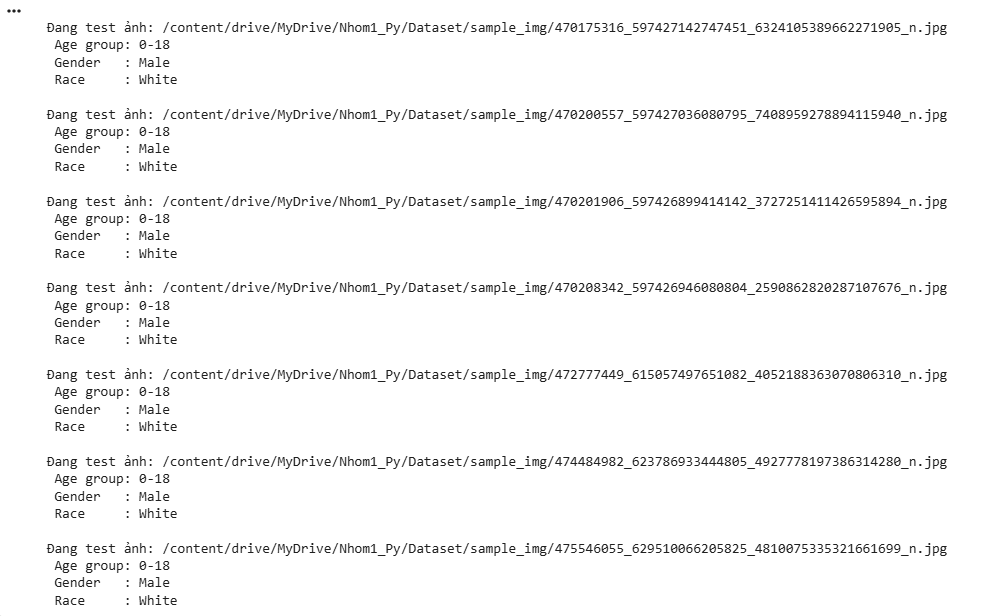 Đang test ảnh: /content/drive/MyDrive/Nhom1_Py/Dataset/sample_img/470175316_597427142747451_6324105389662271905_n.jpg
Age group: 0-18
Gender   : Male
Race     : White
Đang test ảnh: /content/drive/MyDrive/Nhom1_Py/Dataset/sample_img/470200557_597427036080795_7408959278894115940_n.jpg
Age group: 0-18
Gender   : Male
Race     : White
Đang test ảnh: /content/drive/MyDrive/Nhom1_Py/Dataset/sample_img/470201906_597426899414142_3727251411426595894_n.jpg
Age group: 0-18
Gender   : Male
Race     : White
Đang test ảnh: /content/drive/MyDrive/Nhom1_Py/Dataset/sample_img/470208342_597426946080804_2590862820287107676_n.jpg
Age group: 0-18
Gender   : Male
Race     : White
Đang test ảnh: /content/drive/MyDrive/Nhom1_Py/Dataset/sample_img/472777449_615057497651082_4052188363070806310_n.jpg
Age group: 0-18
Gender   : Male
Race     : White
Đang test ảnh: /content/drive/MyDrive/Nhom1_Py/Dataset/sample_img/474484982_623786933444805_4927778197386314280_n.jpg
Age group: 0-18
Gender   : Male
Race     : White
Đang test ảnh: /content/drive/MyDrive/Nhom1_Py/Dataset/sample_img/475546055_629510066205825_4810075335321661699_n.jpg
Age group: 0-18
Gender   : Male
Race     : White